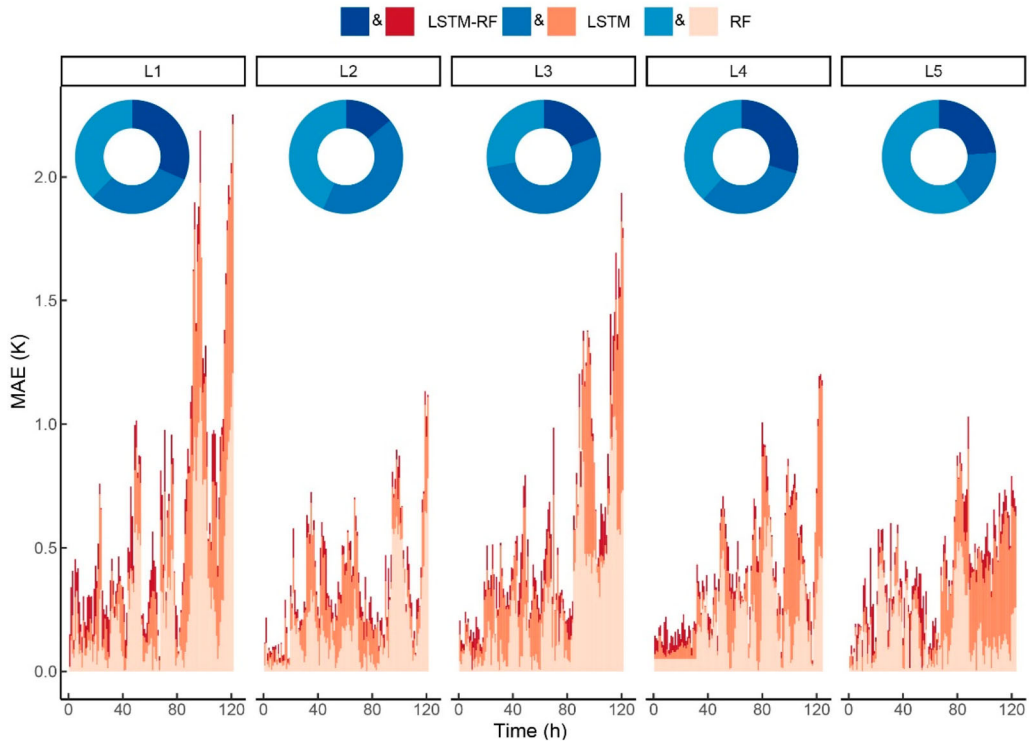 & LSTM-RF & LSTM & RF
L1 L2 L3 L4 L5
MAE (K)
2.0
1.5
1.0
0.5
0.0
0 40 80 120 0 40 80 120 0 40 80 120 0 40 80 120 0 40 80 120
Time (h)